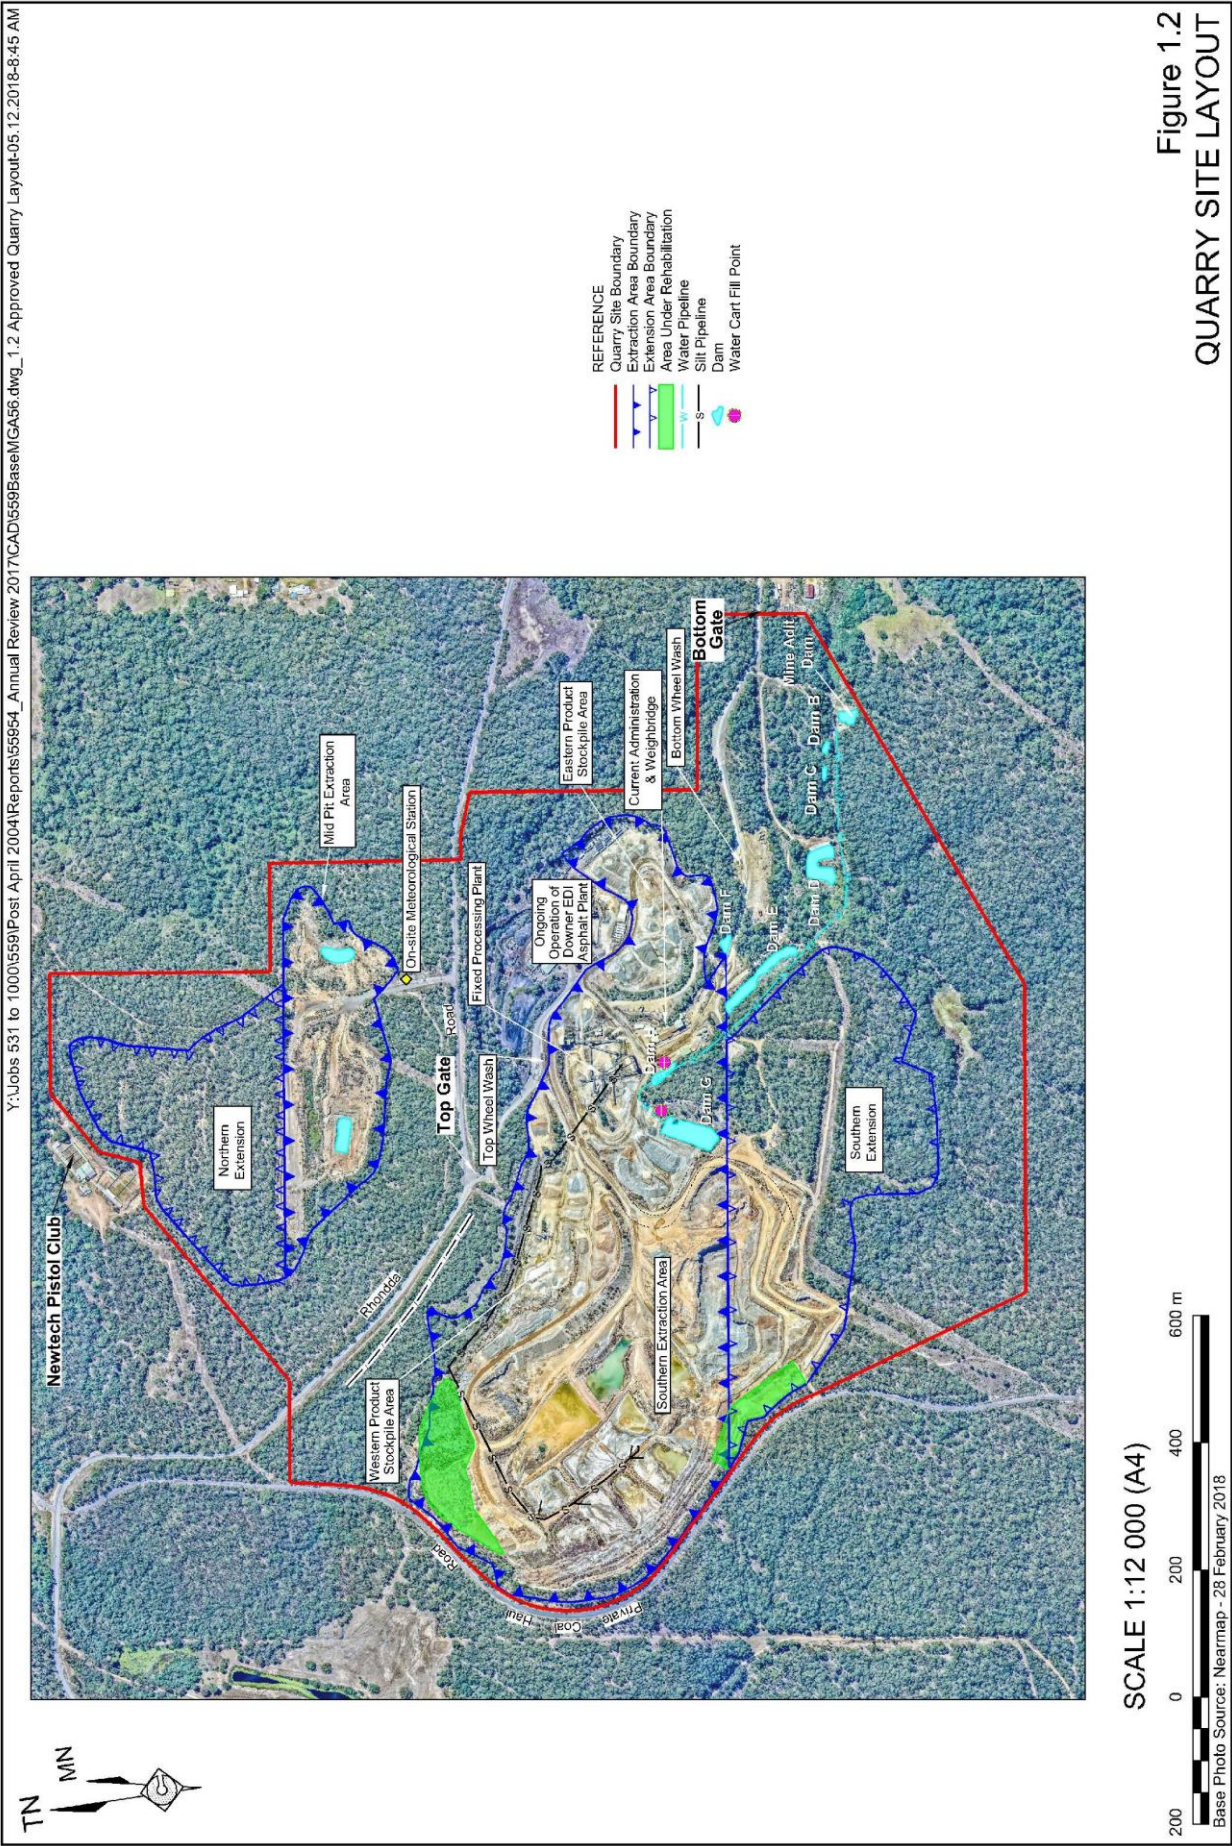 Y:\Jobs 531 to 1000\559\Post April 2004\Reports\55954_Annual Review 2017\CAD\559BaseMGA56.dwg_1.2 Approved Quarry Layout-05.12.2018-8:45 AM
TN
MN
Newtech Pistol Club
Northern
Extension
Mid Pit Extraction
Area
On-site Meteorological Station
Rhondda
Road
Top Gate
Top Wheel Wash
Fixed Processing Plant
Ongoing
Operation of
Downer EDI
Asphalt Plant
Eastern Product
Stockpile Area
Current Administration
& Weighbridge
Bottom Wheel Wash
Bottom
Gate
Western Product
Stockpile Area
Private
Coal
Haul
Road
Southern Extraction Area
Southern
Extension
Dam G
Dam H
Dam F
Dam E
Dam D
Dam C
Dam B
Mine Adit
Dam
S
S
S
S
S
S
S
REFERENCE
Quarry Site Boundary
Extraction Area Boundary
Extension Area Boundary
Area Under Rehabilitation
W
Water Pipeline
S
Silt Pipeline
Dam
Water Cart Fill Point
SCALE 1:12 000 (A4)
200 0 200 400 600 m
Base Photo Source: Nearmap - 28 February 2018
Figure 1.2
QUARRY SITE LAYOUT